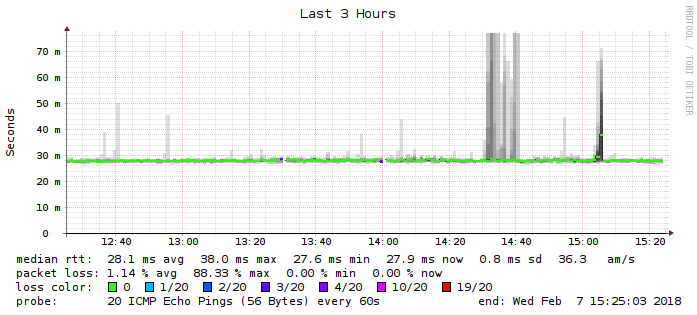 Last 3 Hours
RRDTOOL / TOBI OETIKER
Seconds
70 m
60 m
50 m
40 m
30 m
20 m
10 m
0
12:40 13:00 13:20 13:40 14:00 14:20 14:40 15:00 15:20
median rtt: 28.1 ms avg 38.0 ms max 27.6 ms min 27.9 ms now 0.8 ms sd 36.3 am/s
packet loss: 1.14 % avg 88.33 % max 0.00 % min 0.00 % now
loss color: 0 1/20 2/20 3/20 4/20 10/20 19/20
probe: 20 ICMP Echo Pings (56 Bytes) every 60s end: Wed Feb 7 15:25:03 2018